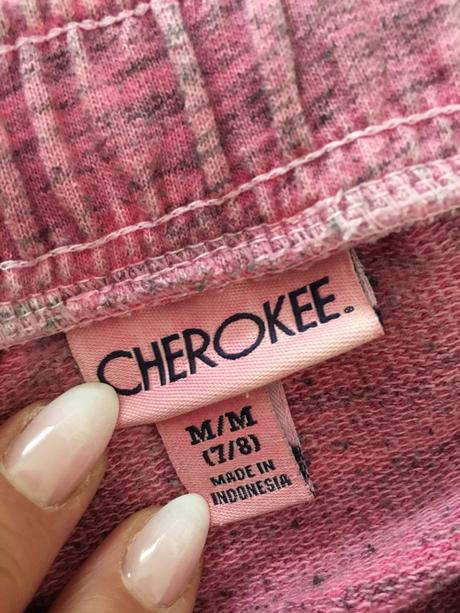 CHEROKEE®
M/M
(7/8)
MADE IN
INDONESIA